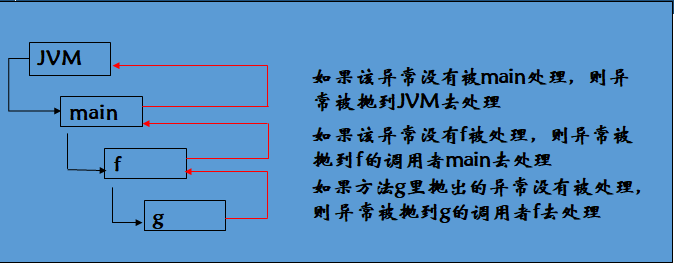 JVM
main
f
g
如果该异常没有被main处理，则异
常被抛到JVM去处理
如果该异常没有f被处理，则异常被
抛到f的调用者main去处理
如果方法g里抛出的异常没有被处理，
则异常被抛到g的调用者f去处理